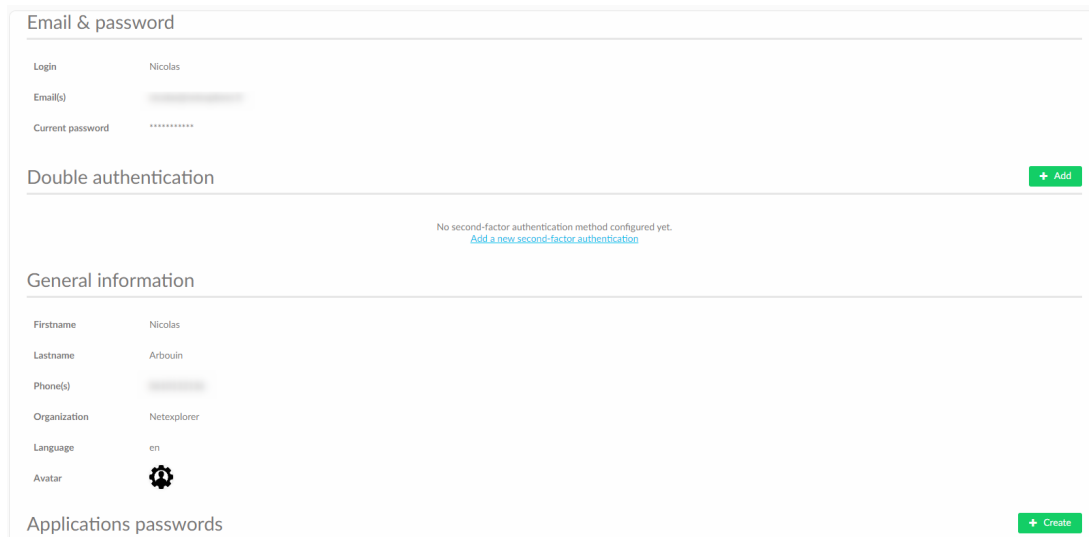 Email & password
Login Nicolas
Email(s)
Current password ***********
Double authentication + Add
No second-factor authentication method configured yet.
Add a new second-factor authentication
General information
Firstname Nicolas
Lastname Arbouin
Phone(s)
Organization Netexplorer
Language en
Avatar
Applications passwords + Create